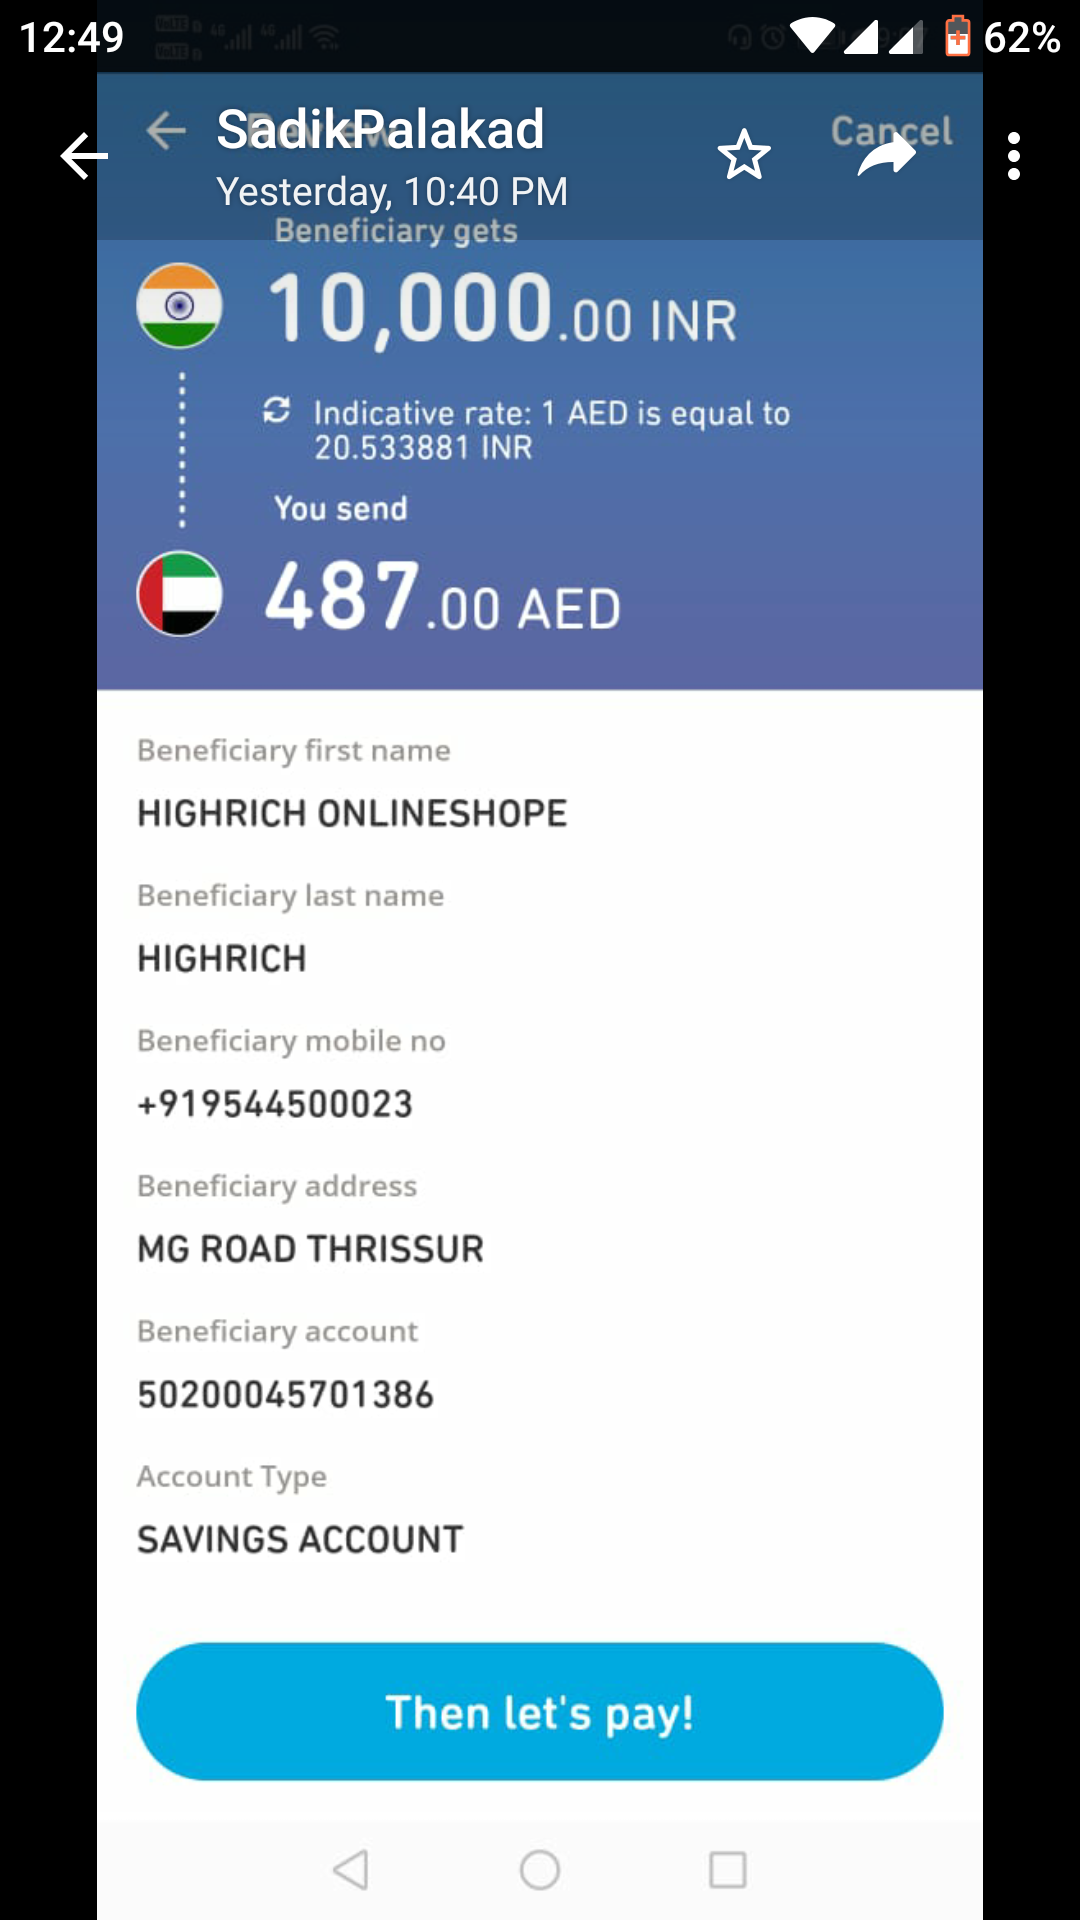 12:49
62%
SadikPalakad
Cancel
Yesterday, 10:40 PM
Beneficiary gets
10,000.00 INR
Indicative rate: 1 AED is equal to
20.533881 INR
You send
487.00 AED
Beneficiary first name
HIGHRICH ONLINESHOPE
Beneficiary last name
HIGHRICH
Beneficiary mobile no
+919544500023
Beneficiary address
MG ROAD THRISSUR
Beneficiary account
50200045701386
Account Type
SAVINGS ACCOUNT
Then let's pay!